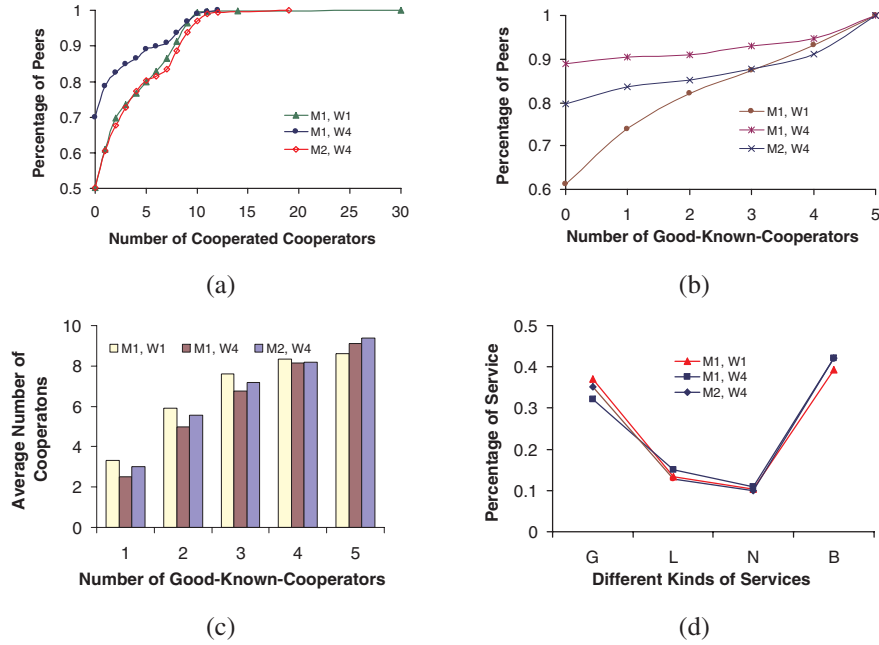 1
0.9
0.8
0.7
0.6
0.5
Percentage of Peers
M1, W1
M1, W4
M2, W4
0 5 10 15 20 25 30
Number of Cooperated Cooperators
(a)
1
0.9
0.8
0.7
0.6
Percentage of Peers
M1, W1
M1, W4
M2, W4
0 1 2 3 4 5
Number of Good-Known-Cooperators
(b)
10
8
6
4
2
0
Average Number of
Cooperatons
M1, W1 M1, W4 M2, W4
1 2 3 4 5
Number of Good-Known-Cooperators
(c)
0.5
0.4
0.3
0.2
0.1
0
Percentage of Service
M1, W1
M1, W4
M2, W4
G L N B
Different Kinds of Services
(d)